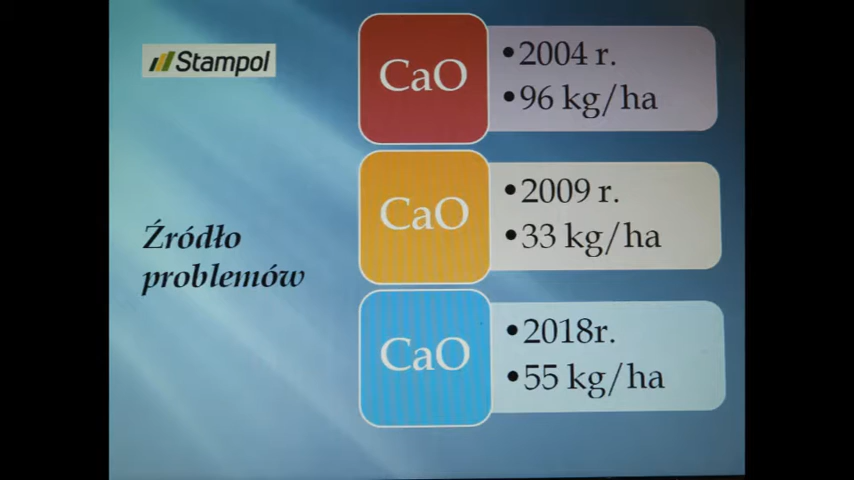 Stampol
CaO
• 2004 r.
• 96 kg/ha
CaO
• 2009 r.
• 33 kg/ha
Źródło
problemów
CaO
• 2018r.
• 55 kg/ha